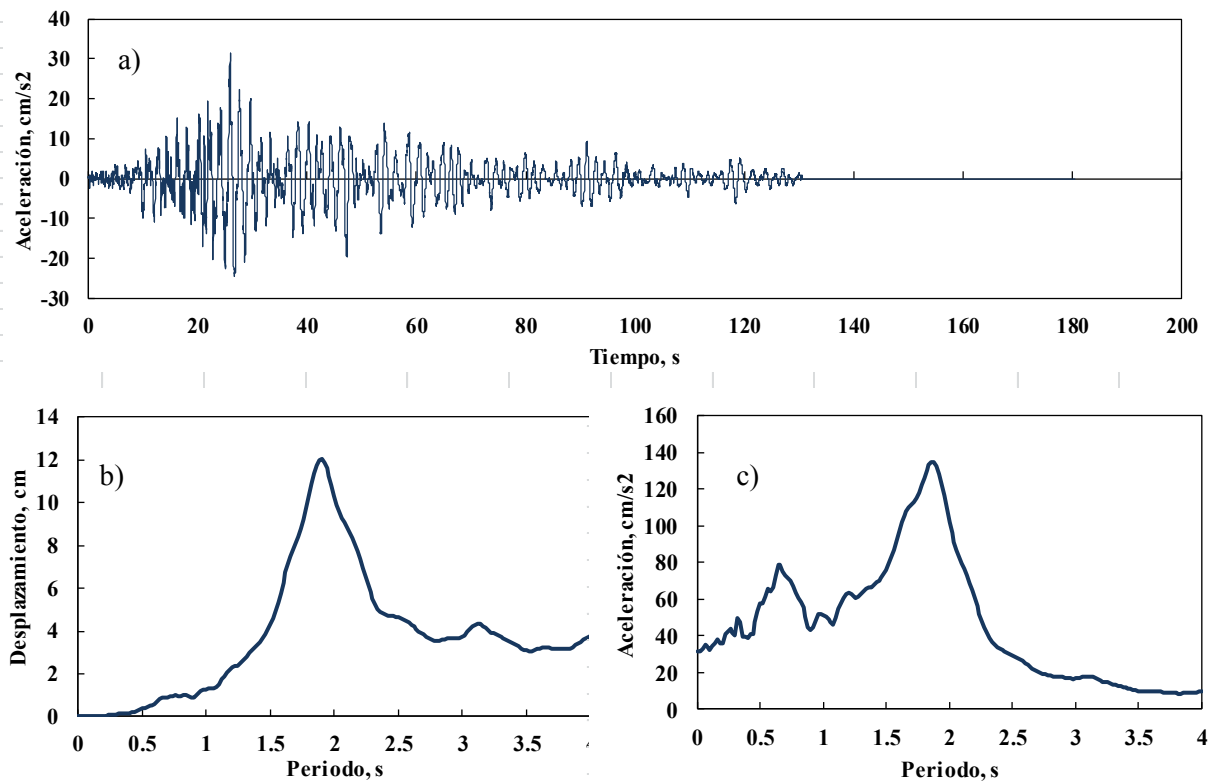 a)
Aceleración, cm/s2
40
30
20
10
0
-10
-20
-30
0 20 40 60 80 100 120 140 160 180 200
Tiempo, s
b)
Desplazamiento, cm
14
12
10
8
6
4
2
0
0 0.5 1 1.5 2 2.5 3 3.5 4
Periodo, s
c)
Aceleración, cm/s2
160
140
120
100
80
60
40
20
0
0 0.5 1 1.5 2 2.5 3 3.5 4
Periodo, s